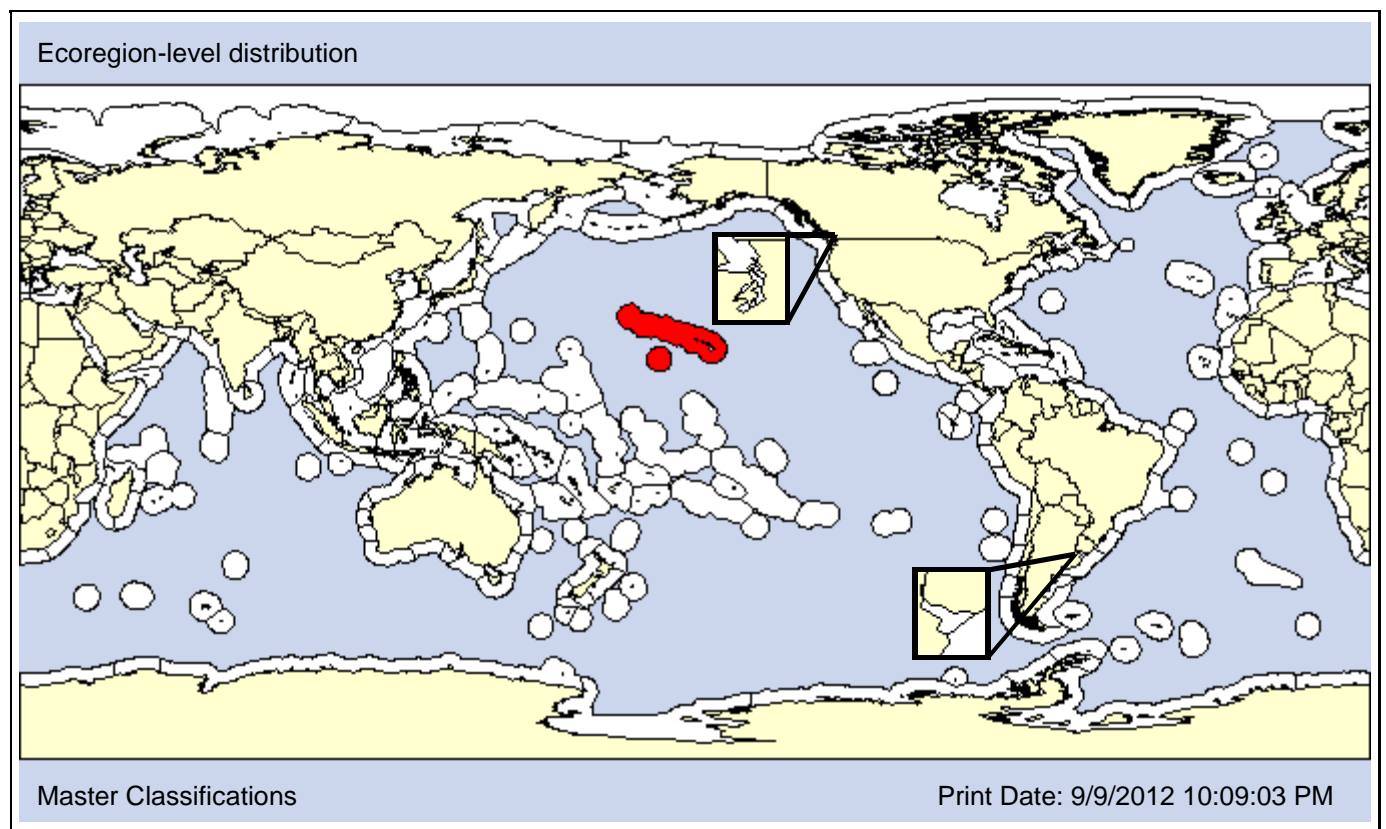 Ecoregion-level distribution
Master Classifications
Print Date: 9/9/2012 10:09:03 PM